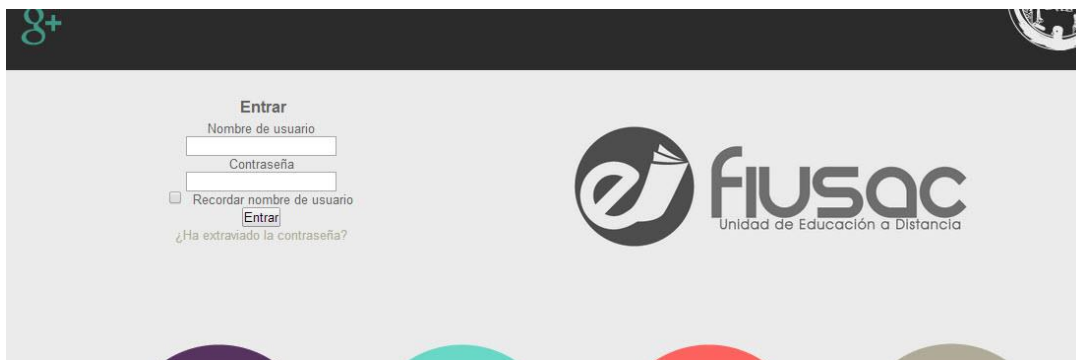 g+
Entrar
Nombre de usuario
Contraseña
Recordar nombre de usuario
Entrar
¿Ha extraviado la contraseña?
fiusac
Unidad de Educación a Distancia